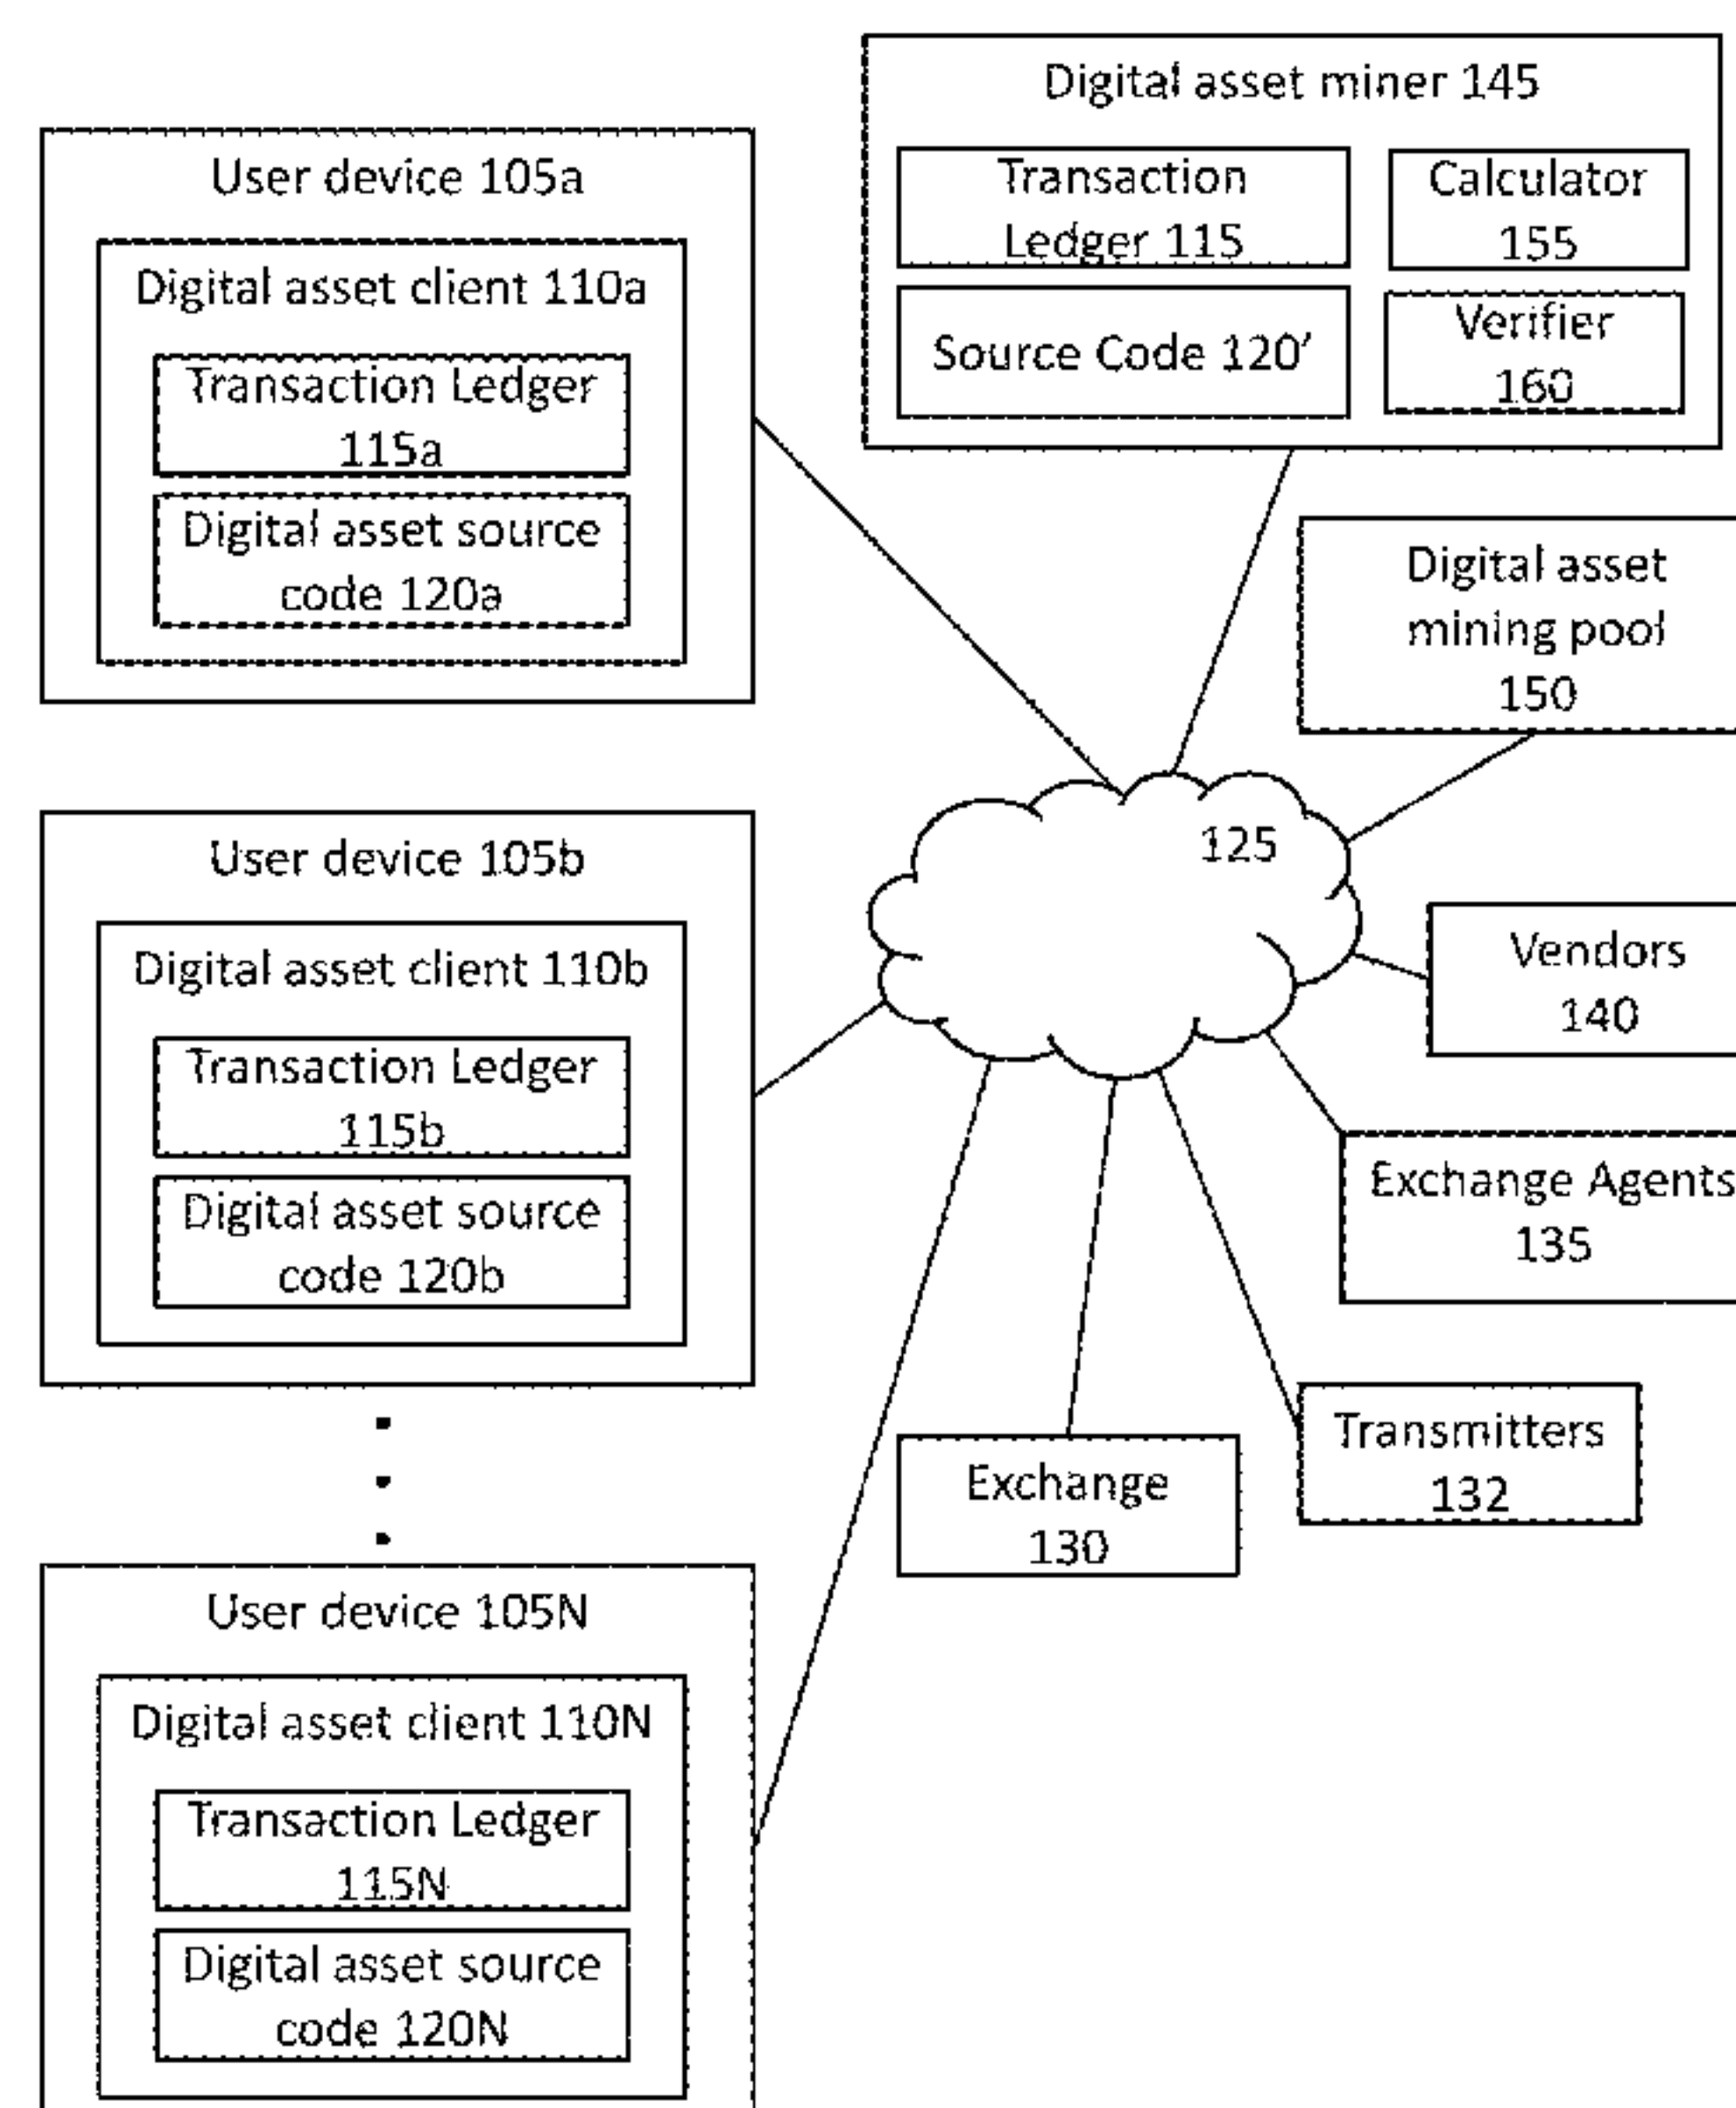 User device 105a
Digital asset client 110a
Transaction Ledger
115a
Digital asset source
code 120a
Digital asset miner 145
Transaction
Ledger 115
Calculator
155
Source Code 120’
Verifier
160
Digital asset
mining pool
150
125
User device 105b
Digital asset client 110b
Transaction Ledger
115b
Digital asset source
code 120b
Vendors
140
Exchange Agents
135
Transmitters
132
Exchange
130
User device 105N
Digital asset client 110N
Transaction Ledger
115N
Digital asset source
code 120N